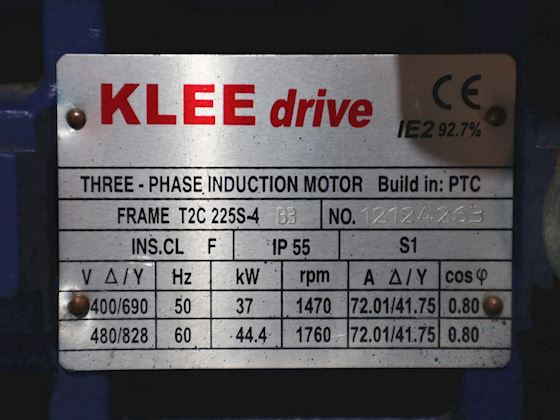 KLEE drive CE
IE2 92.7%
THREE - PHASE INDUCTION MOTOR Build in: PTC
FRAME T2C 225S-4 B3 NO. 12124263
INS.CL F IP 55 S1
V Δ/Y Hz kW rpm A Δ/Y cosφ
400/690 50 37 1470 72.01/41.75 0.80
480/828 60 44.4 1760 72.01/41.75 0.80